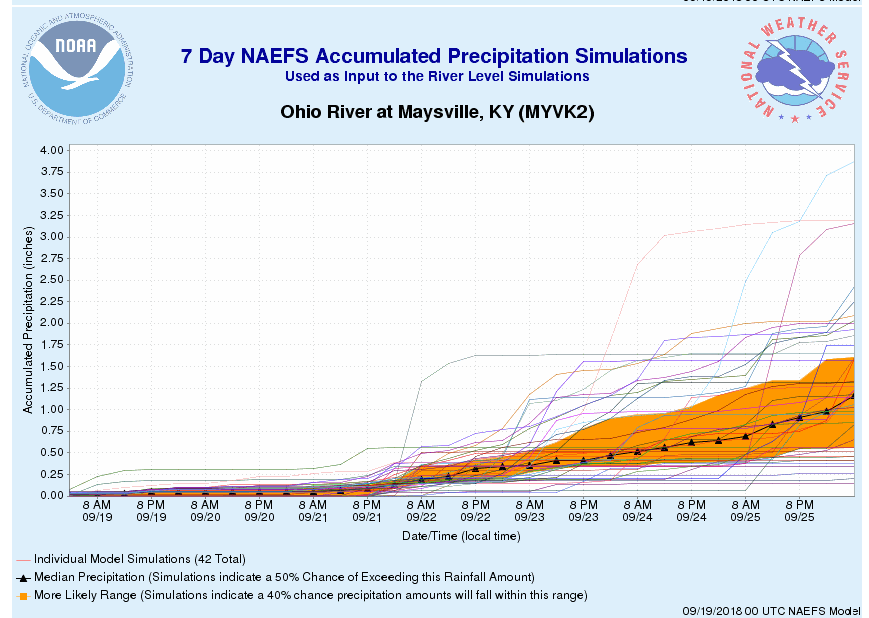 7 Day NAEFS Accumulated Precipitation Simulations
Used as Input to the River Level Simulations
Ohio River at Maysville, KY (MYVK2)
NATIONAL OCEANIC AND ATMOSPHERIC ADMINISTRATION
NOAA
U.S. DEPARTMENT OF COMMERCE
NATIONAL WEATHER SERVICE
Accumulated Precipitation (inches)
4.00
3.75
3.50
3.25
3.00
2.75
2.50
2.25
2.00
1.75
1.50
1.25
1.00
0.75
0.50
0.25
0.00
8 AM 8 PM 8 AM 8 PM 8 AM 8 PM 8 AM 8 PM 8 AM 8 PM 8 AM 8 PM 8 AM 8 PM
09/19 09/19 09/20 09/20 09/21 09/21 09/22 09/22 09/23 09/23 09/24 09/24 09/25 09/25
Date/Time (local time)
Individual Model Simulations (42 Total)
Median Precipitation (Simulations indicate a 50% Chance of Exceeding this Rainfall Amount)
More Likely Range (Simulations indicate a 40% chance precipitation amounts will fall within this range)
09/19/2018 00 UTC NAEFS Model